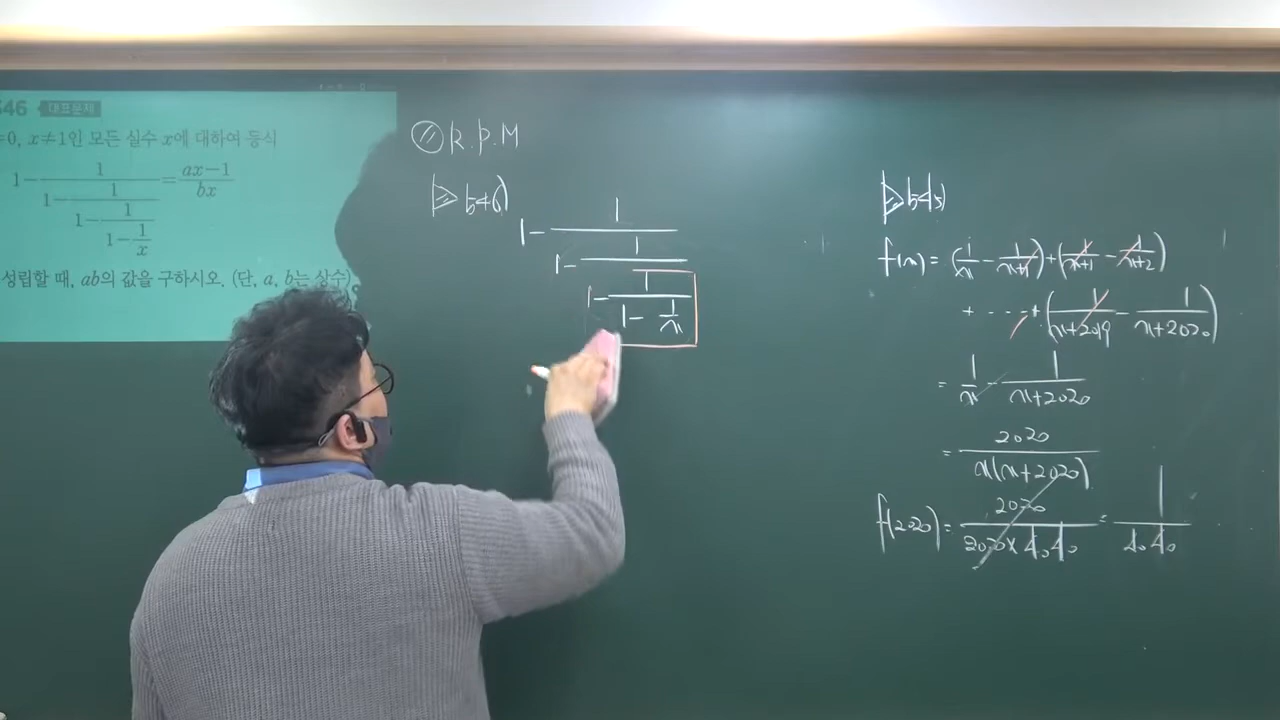 546 대표문제
≠0, x≠1인 모든 실수 x에 대하여 등식
1-1/(1-1/(1-1/(1-1/x)))=(ax-1)/(bx)
성립할 때, ab의 값을 구하시오. (단, a, b는 상수)
R.P.M
546)
1-1/(1-1/(1-1/(1-1/x)))
545)
f(x)=(1/x-1/(x+1))+(1/(x+1)-1/(x+2))
+ ⋯ +(1/(x+2019)-1/(x+2020))
=1/x-1/(x+2020)
=2020/(x(x+2020))
f(2020)=2020/(2020×4040)=1/4040